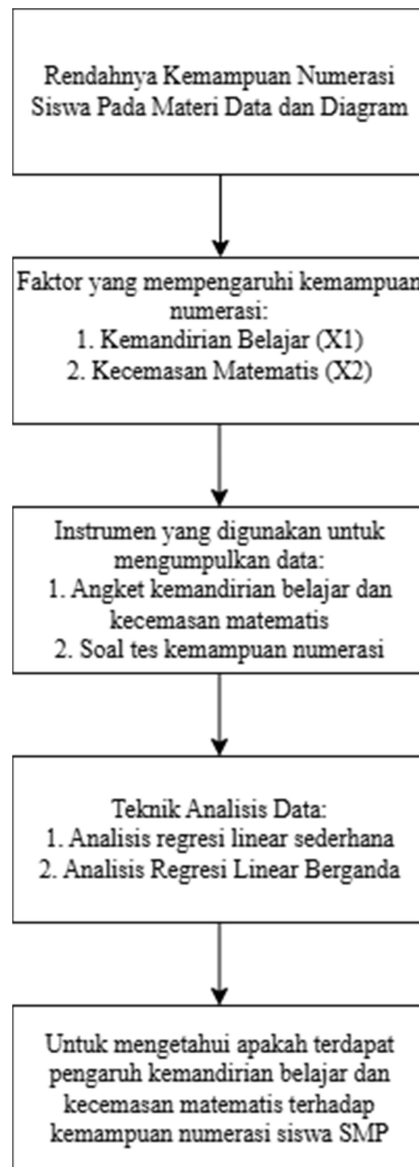 Rendahnya Kemampuan Numerasi
Siswa Pada Materi Data dan Diagram
Faktor yang mempengaruhi kemampuan
numerasi:
1. Kemandirian Belajar (X1)
2. Kecemasan Matematis (X2)
Instrumen yang digunakan untuk
mengumpulkan data:
1. Angket kemandirian belajar dan
kecemasan matematis
2. Soal tes kemampuan numerasi
Teknik Analisis Data:
1. Analisis regresi linear sederhana
2. Analisis Regresi Linear Berganda
Untuk mengetahui apakah terdapat
pengaruh kemandirian belajar dan
kecemasan matematis terhadap
kemampuan numerasi siswa SMP